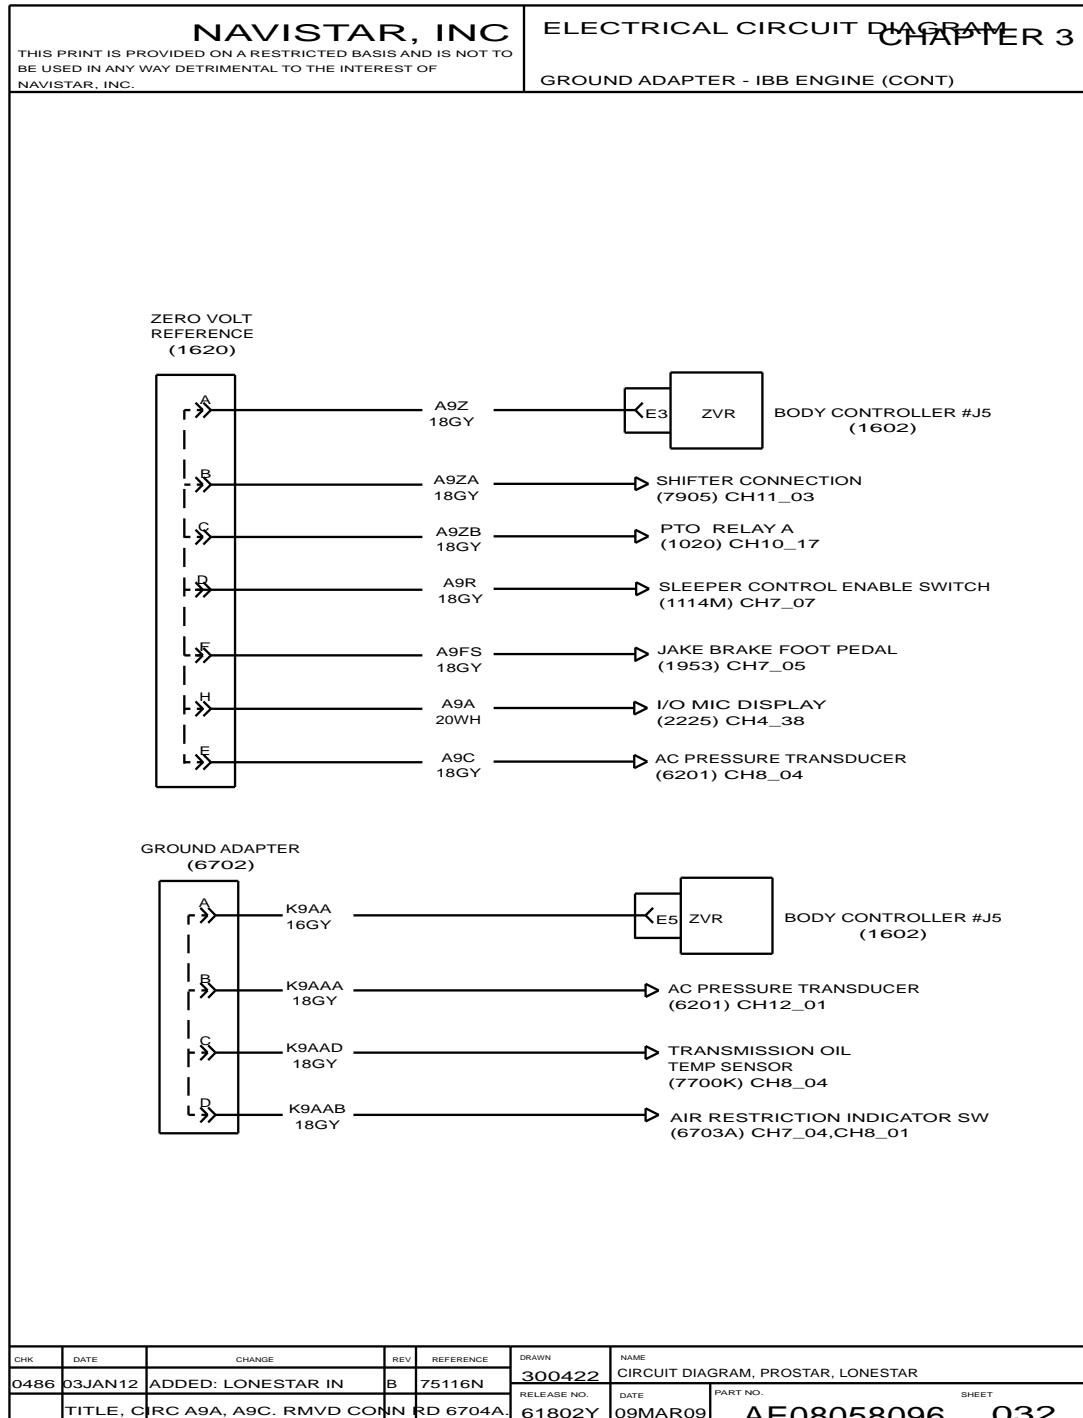 NAVISTAR, INC
THIS PRINT IS PROVIDED ON A RESTRICTED BASIS AND IS NOT TO
BE USED IN ANY WAY DETRIMENTAL TO THE INTEREST OF
NAVISTAR, INC.
ELECTRICAL CIRCUIT DIAGRAM
CHAPTER 3
GROUND ADAPTER - IBB ENGINE (CONT)
ZERO VOLT
REFERENCE
(1620)
A
A9Z
18GY
E3
ZVR
BODY CONTROLLER #J5
(1602)
B
A9ZA
18GY
SHIFTER CONNECTION
(7905) CH11_03
C
A9ZB
18GY
PTO RELAY A
(1020) CH10_17
D
A9R
18GY
SLEEPER CONTROL ENABLE SWITCH
(1114M) CH7_07
A9FS
18GY
JAKE BRAKE FOOT PEDAL
(1953) CH7_05
H
A9A
20WH
I/O MIC DISPLAY
(2225) CH4_38
E
A9C
18GY
AC PRESSURE TRANSDUCER
(6201) CH8_04
GROUND ADAPTER
(6702)
A
K9AA
16GY
E5
ZVR
BODY CONTROLLER #J5
(1602)
B
K9AAA
18GY
AC PRESSURE TRANSDUCER
(6201) CH12_01
C
K9AAD
18GY
TRANSMISSION OIL
TEMP SENSOR
(7700K) CH8_04
D
K9AAB
18GY
AIR RESTRICTION INDICATOR SW
(6703A) CH7_04,CH8_01
CHK DATE CHANGE REV REFERENCE
0486 03JAN12 ADDED: LONESTAR IN B 75116N
TITLE, CIRC A9A, A9C. RMVD CONN RD 6704A.
DRAWN
300422
NAME
CIRCUIT DIAGRAM, PROSTAR, LONESTAR
RELEASE NO.
61802Y
DATE
09MAR09
PART NO.
AE08058096
SHEET
032